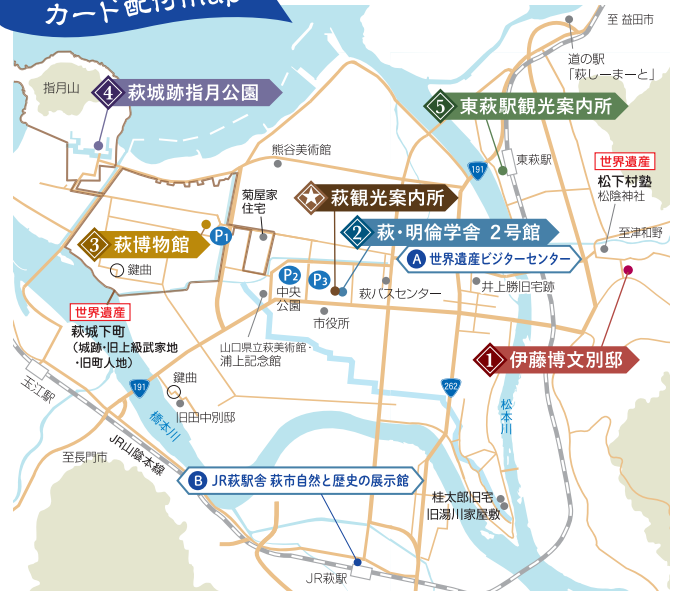 カード配付map
至 益田市
道の駅
「萩しーまーと」
指月山
4 萩城跡指月公園
5 東萩駅観光案内所
熊谷美術館
191
東萩駅
世界遺産
松下村塾
松陰神社
菊屋家
住宅
萩観光案内所
至津和野
3 萩博物館
P1
2 萩・明倫学舎 2号館
A 世界遺産ビジターセンター
鍵曲
P2
P3
中央
公園
萩バスセンター
井上勝旧宅跡
世界遺産
萩城下町
(城跡・旧上級武家地
・旧町人地)
市役所
山口県立萩美術館・
浦上記念館
1 伊藤博文別邸
玉江駅
191
鍵曲
262
橋本川
旧田中別邸
松本川
至長門市
JR山陰本線
B JR萩駅舎 萩市自然と歴史の展示館
桂太郎旧宅
旧湯川家屋敷
JR萩駅